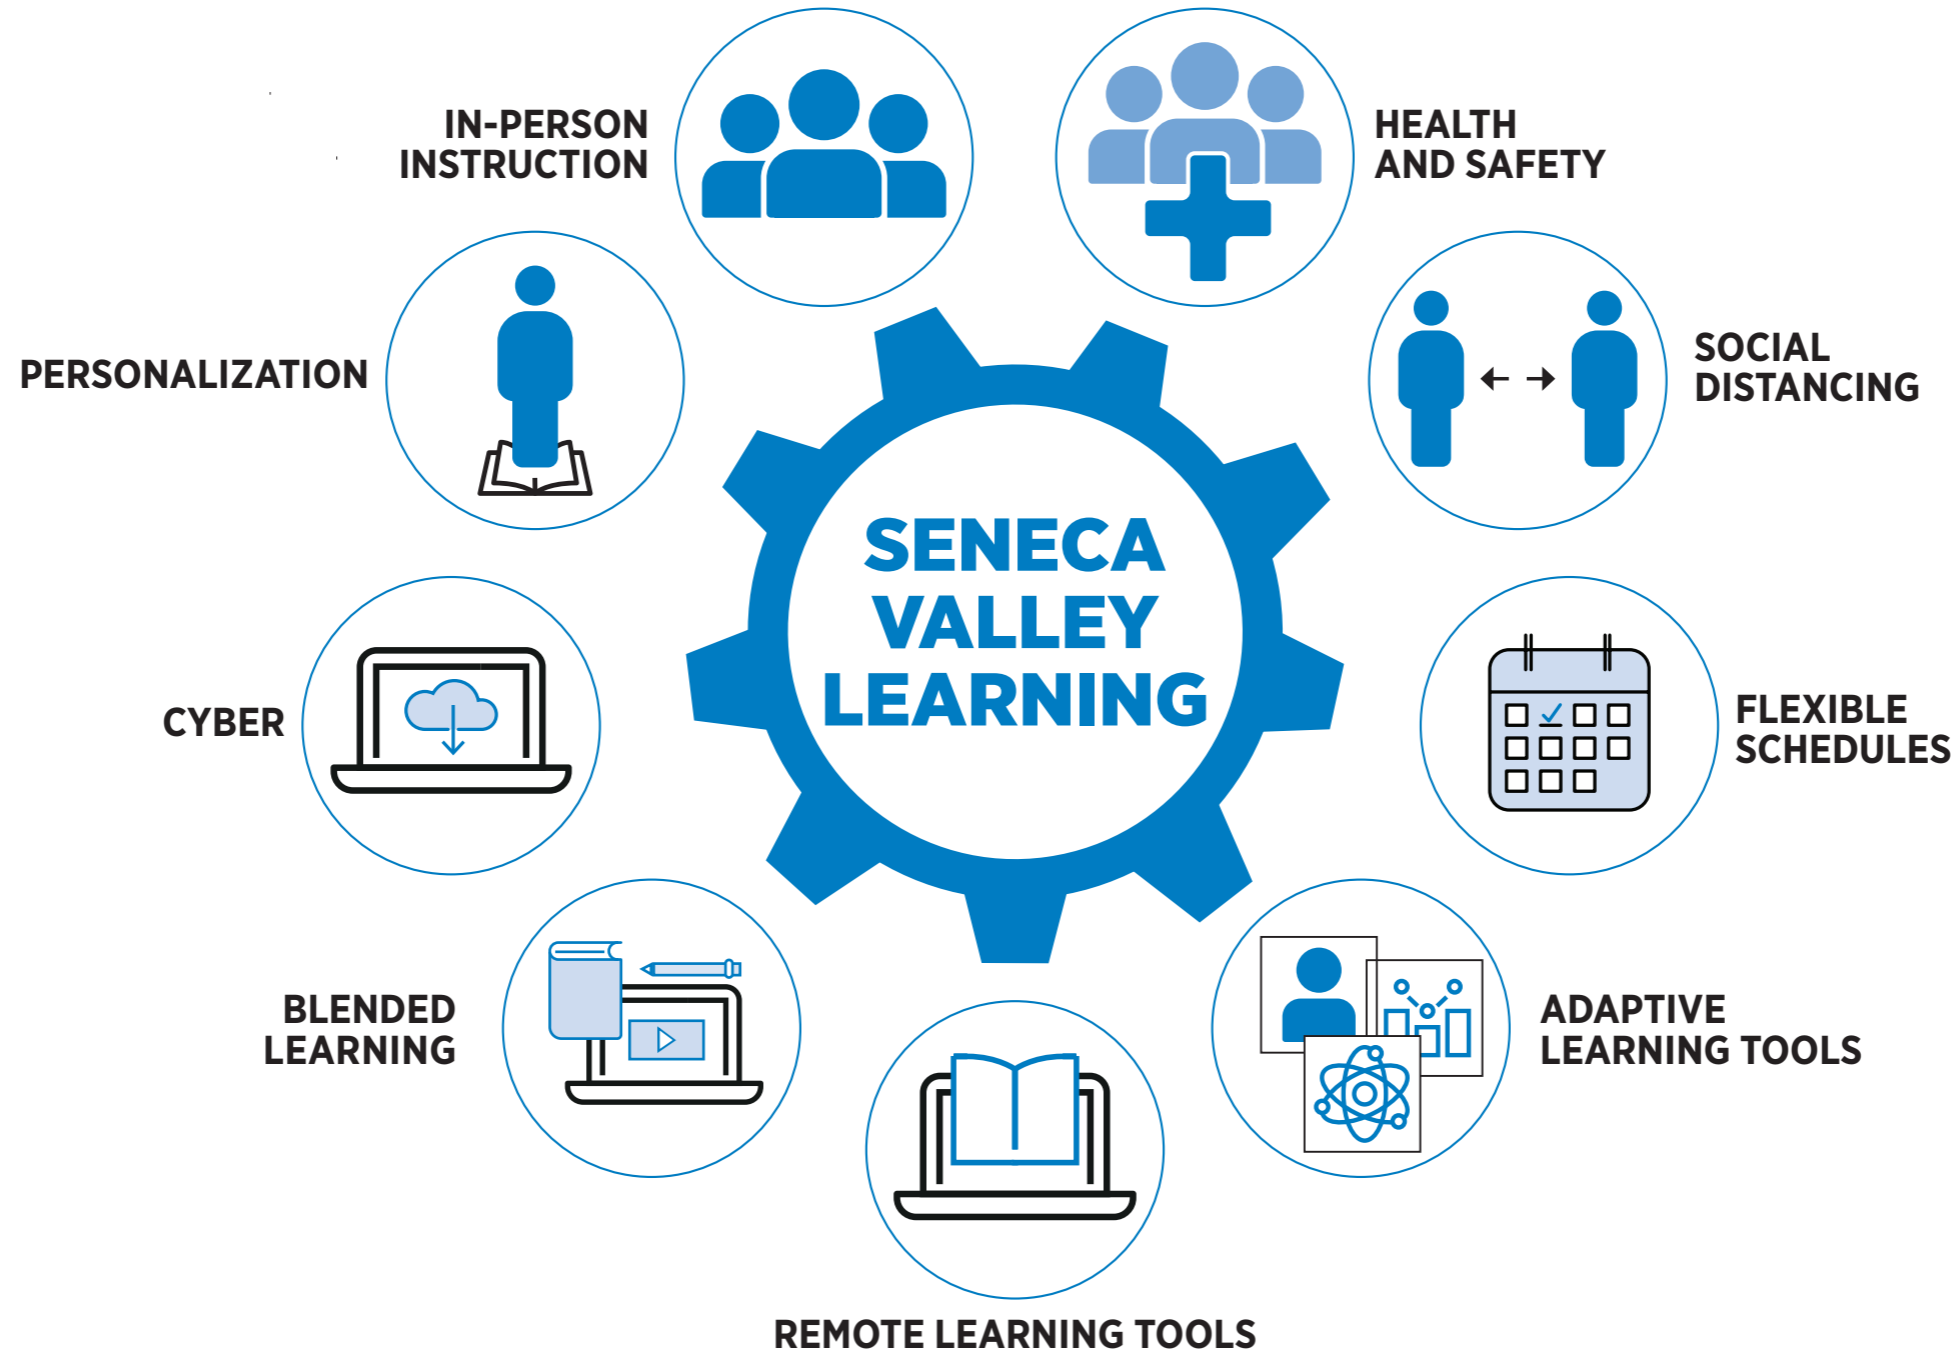 IN-PERSON
INSTRUCTION
HEALTH
AND SAFETY
PERSONALIZATION
SOCIAL
DISTANCING
SENECA
VALLEY
LEARNING
CYBER
FLEXIBLE
SCHEDULES
BLENDED
LEARNING
ADAPTIVE
LEARNING TOOLS
REMOTE LEARNING TOOLS